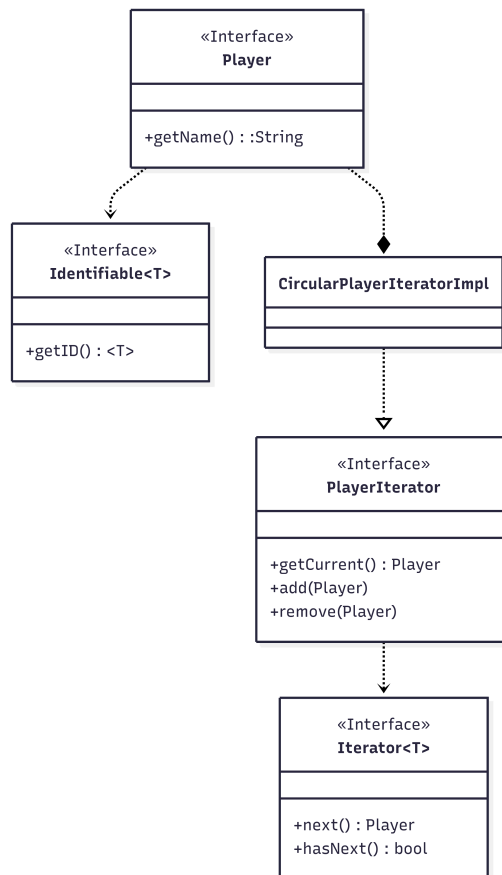 «Interface»
Player
+getName() : :String
«Interface»
Identifiable<T>
+getID() : <T>
CircularPlayerIteratorImpl
«Interface»
PlayerIterator
+getCurrent() : Player
+add(Player)
+remove(Player)
«Interface»
Iterator<T>
+next() : Player
+hasNext() : bool